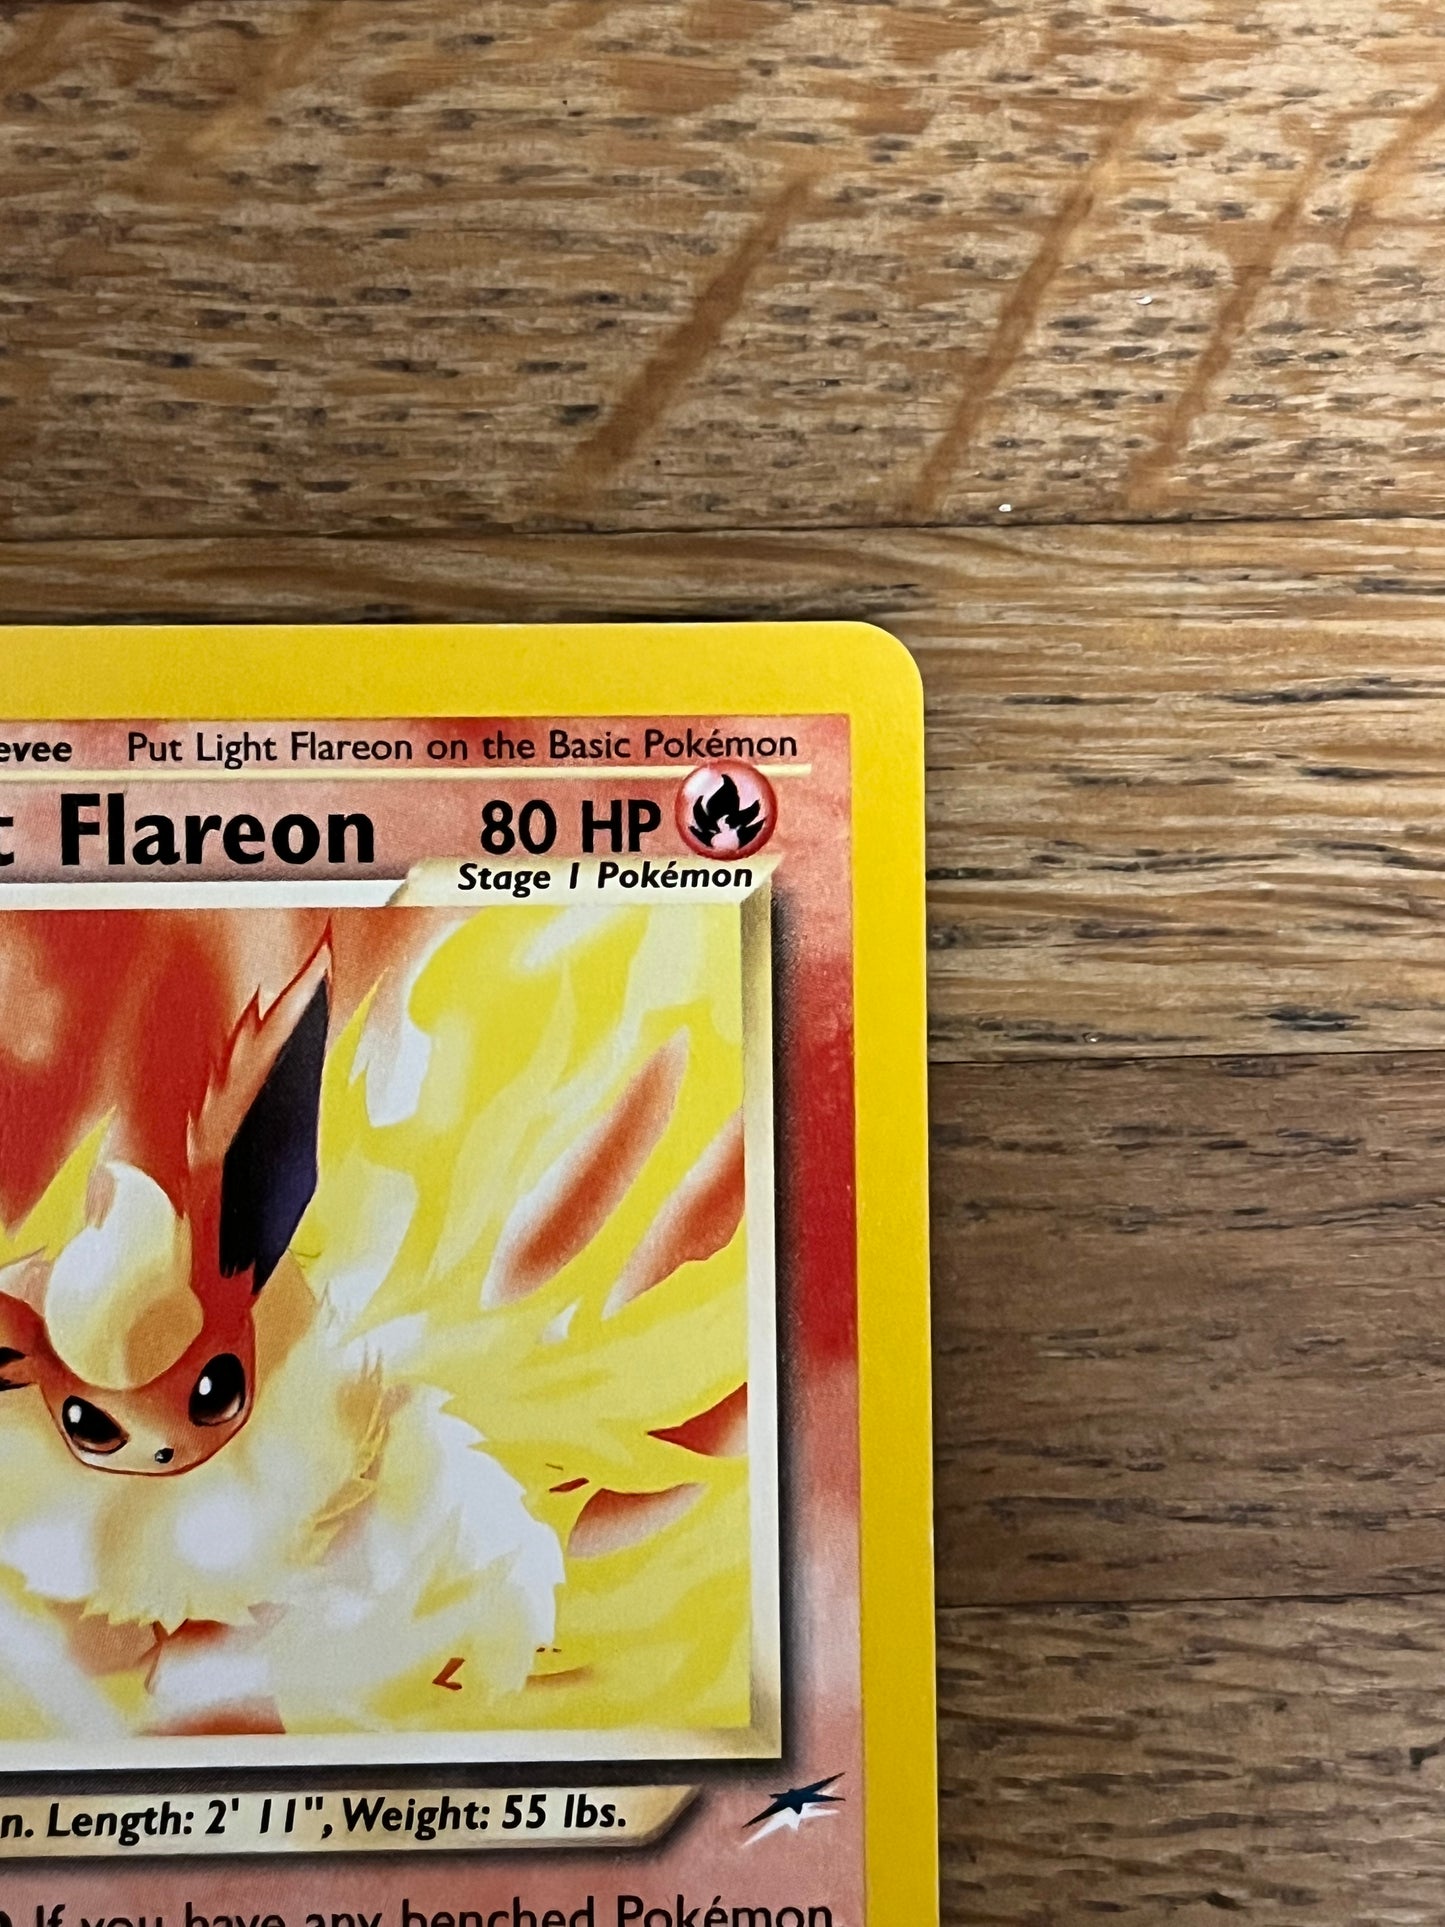 evee Put Light Flareon on the Basic Pokémon
t Flareon 80 HP
Stage 1 Pokémon
n. Length: 2' 11", Weight: 55 lbs.
If you have any benched Pokémon